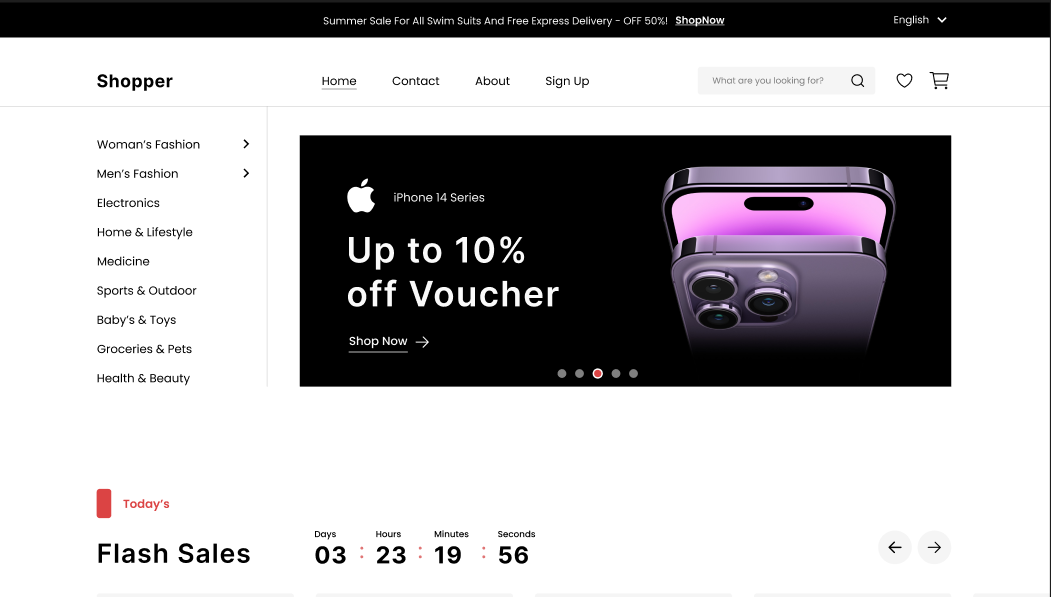 Summer Sale For All Swim Suits And Free Express Delivery - OFF 50%! ShopNow
English
Shopper
Home Contact About Sign Up
What are you looking for?
Woman's Fashion
Men's Fashion
Electronics
Home & Lifestyle
Medicine
Sports & Outdoor
Baby's & Toys
Groceries & Pets
Health & Beauty
iPhone 14 Series
Up to 10%
off Voucher
Shop Now
Today's
Flash Sales
Days Hours Minutes Seconds
03 : 23 : 19 : 56